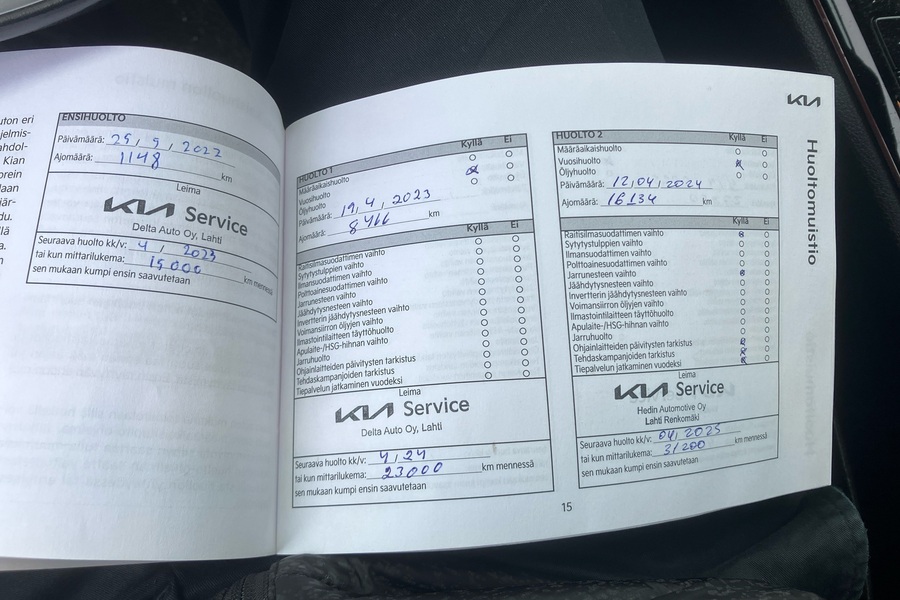 uton eri
jelmis-
ahdol-
Kian
orein
laan
jär-
du.
llä
a.
n
ENSIHUOLTO
Päivämäärä: 25, 5, 2022
Ajomäärä: 1148 km
Leima
KIA Service
Delta Auto Oy, Lahti
Seuraava huolto kk/v: 4, 2023
tai kun mittarilukema: 15000 km mennessä
sen mukaan kumpi ensin saavutetaan
HUOLTO 1 Kyllä Ei
Määräaikaishuolto
Vuosihuolto
Öljyhuolto
Päivämäärä: 19, 4, 2023
Ajomäärä: 8466 km
Kyllä Ei
Raitisilmasuodattimen vaihto
Sytytystulppien vaihto
Ilmansuodattimen vaihto
Polttoainesuodattimen vaihto
Jarrunesteen vaihto
Jäähdytysnesteen vaihto
Invertterin jäähdytysnesteen vaihto
Voimansiirron öljyjen vaihto
Ilmastointilaitteen täyttöhuolto
Apulaite-/HSG-hihnan vaihto
Jarruhuolto
Ohjainlaitteiden päivitysten tarkistus
Tehdaskampanjoiden tarkistus
Tiepalvelun jatkaminen vuodeksi
Leima
KIA Service
Delta Auto Oy, Lahti
Seuraava huolto kk/v: 4, 24
tai kun mittarilukema: 23000 km mennessä
sen mukaan kumpi ensin saavutetaan
KIA
Huoltomuistio
HUOLTO 2 Kyllä Ei
Määräaikaishuolto
Vuosihuolto
Öljyhuolto
Päivämäärä: 12, 04, 2024
Ajomäärä: 16134 km
Kyllä Ei
Raitisilmasuodattimen vaihto
Sytytystulppien vaihto
Ilmansuodattimen vaihto
Polttoainesuodattimen vaihto
Jarrunesteen vaihto
Jäähdytysnesteen vaihto
Invertterin jäähdytysnesteen vaihto
Voimansiirron öljyjen vaihto
Ilmastointilaitteen täyttöhuolto
Apulaite-/HSG-hihnan vaihto
Jarruhuolto
Ohjainlaitteiden päivitysten tarkistus
Tehdaskampanjoiden tarkistus
Tiepalvelun jatkaminen vuodeksi
Leima
KIA Service
Hedin Automotive Oy
Lahti Renkomäki
Seuraava huolto kk/v: 04, 2025
tai kun mittarilukema: 31200 km mennessä
sen mukaan kumpi ensin saavutetaan
15